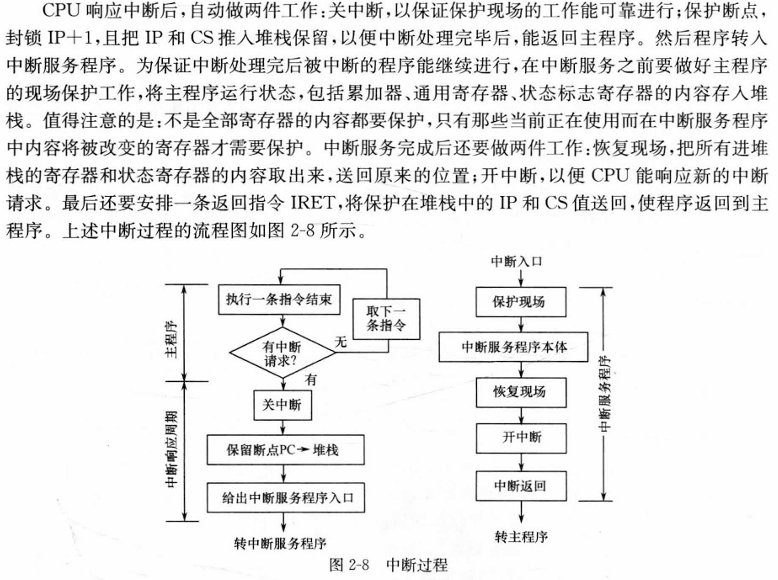 CPU 响应中断后，自动做两件工作：关中断，以保证保护现场的工作能可靠进行；保护断点，
封锁 IP+1，且把 IP 和 CS 推入堆栈保留，以便中断处理完毕后，能返回主程序。然后程序转入
中断服务程序。为保证中断处理完后被中断的程序能继续进行，在中断服务之前要做好主程序
的现场保护工作，将主程序运行状态，包括累加器、通用寄存器、状态标志寄存器的内容存入堆
栈。值得注意的是：不是全部寄存器的内容都要保护，只有那些当前正在使用而在中断服务程序
中内容将被改变的寄存器才需要保护。中断服务完成后还要做两件工作：恢复现场，把所有进堆
栈的寄存器和状态寄存器的内容取出来，送回原来的位置；开中断，以便 CPU 能响应新的中断
请求。最后还要安排一条返回指令 IRET，将保护在堆栈中的 IP 和 CS 值送回，使程序返回到主
程序。上述中断过程的流程图如图 2-8 所示。
主程序
中断响应周期
执行一条指令结束
取下一
条指令
有中断
请求？
无
有
关中断
保留断点PC→堆栈
给出中断服务程序入口
转中断服务程序
中断入口
保护现场
中断服务程序本体
恢复现场
开中断
中断返回
转主程序
中断服务程序
图 2-8 中断过程